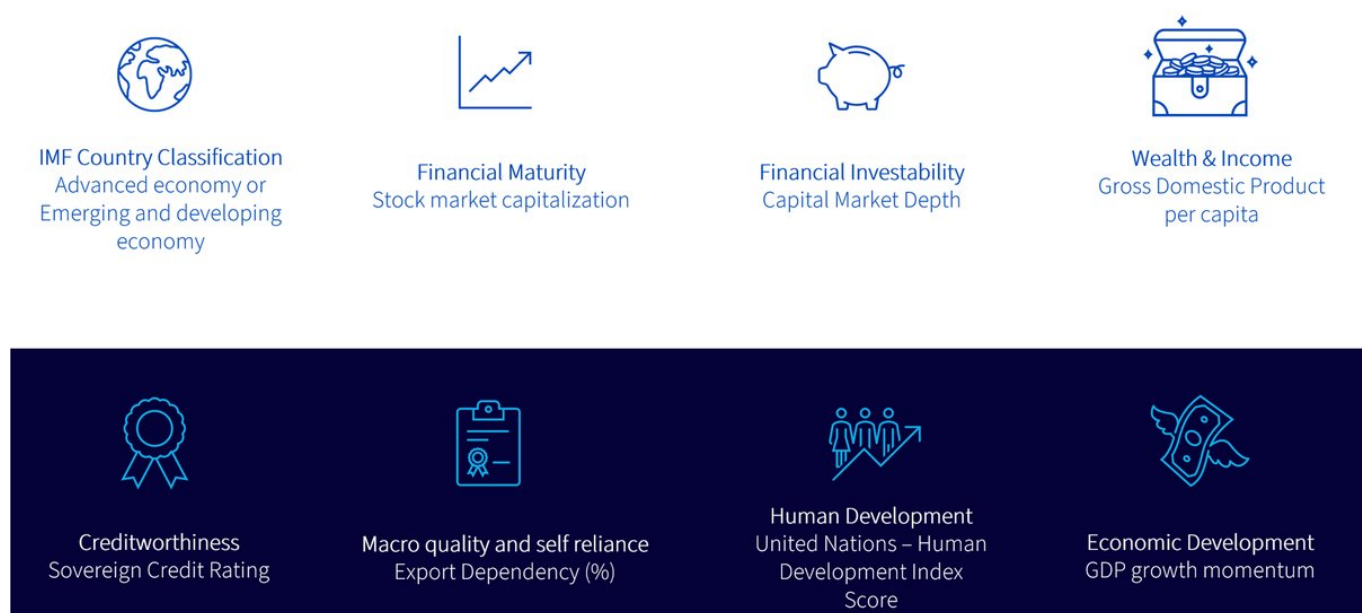 IMF Country Classification
Advanced economy or
Emerging and developing
economy
Financial Maturity
Stock market capitalization
Financial Investability
Capital Market Depth
Wealth & Income
Gross Domestic Product
per capita
Creditworthiness
Sovereign Credit Rating
Macro quality and self reliance
Export Dependency (%)
Human Development
United Nations – Human
Development Index
Score
Economic Development
GDP growth momentum